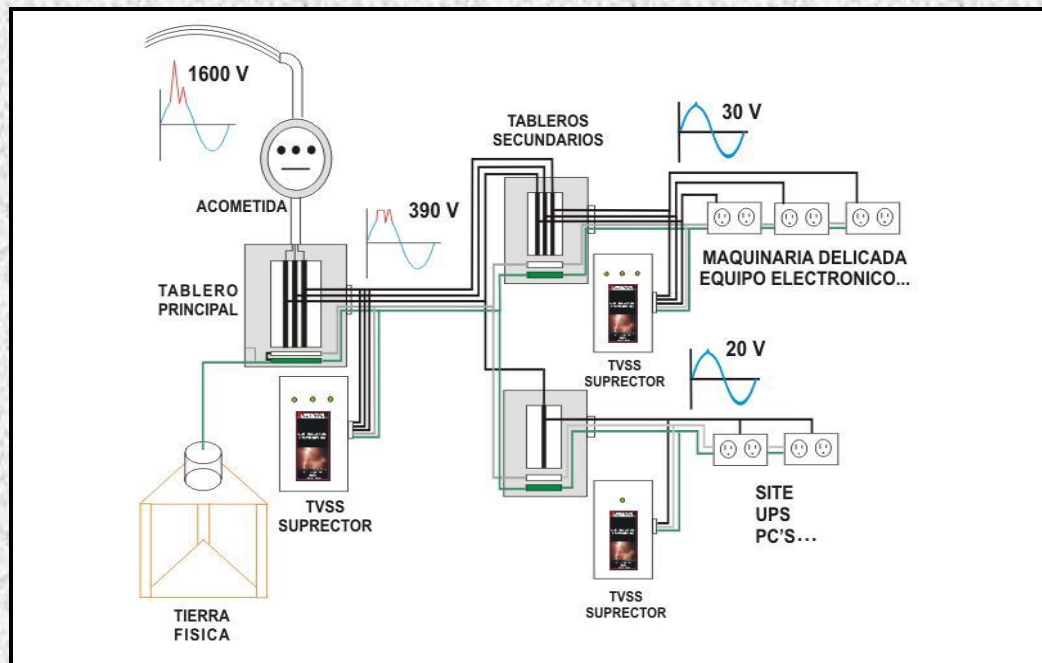 1600 V
ACOMETIDA
390 V
TABLERO
PRINCIPAL
TVSS
SUPRECTOR
TIERRA
FISICA
TABLEROS
SECUNDARIOS
30 V
MAQUINARIA DELICADA
EQUIPO ELECTRONICO...
TVSS
SUPRECTOR
20 V
SITE
UPS
PC'S...
TVSS
SUPRECTOR